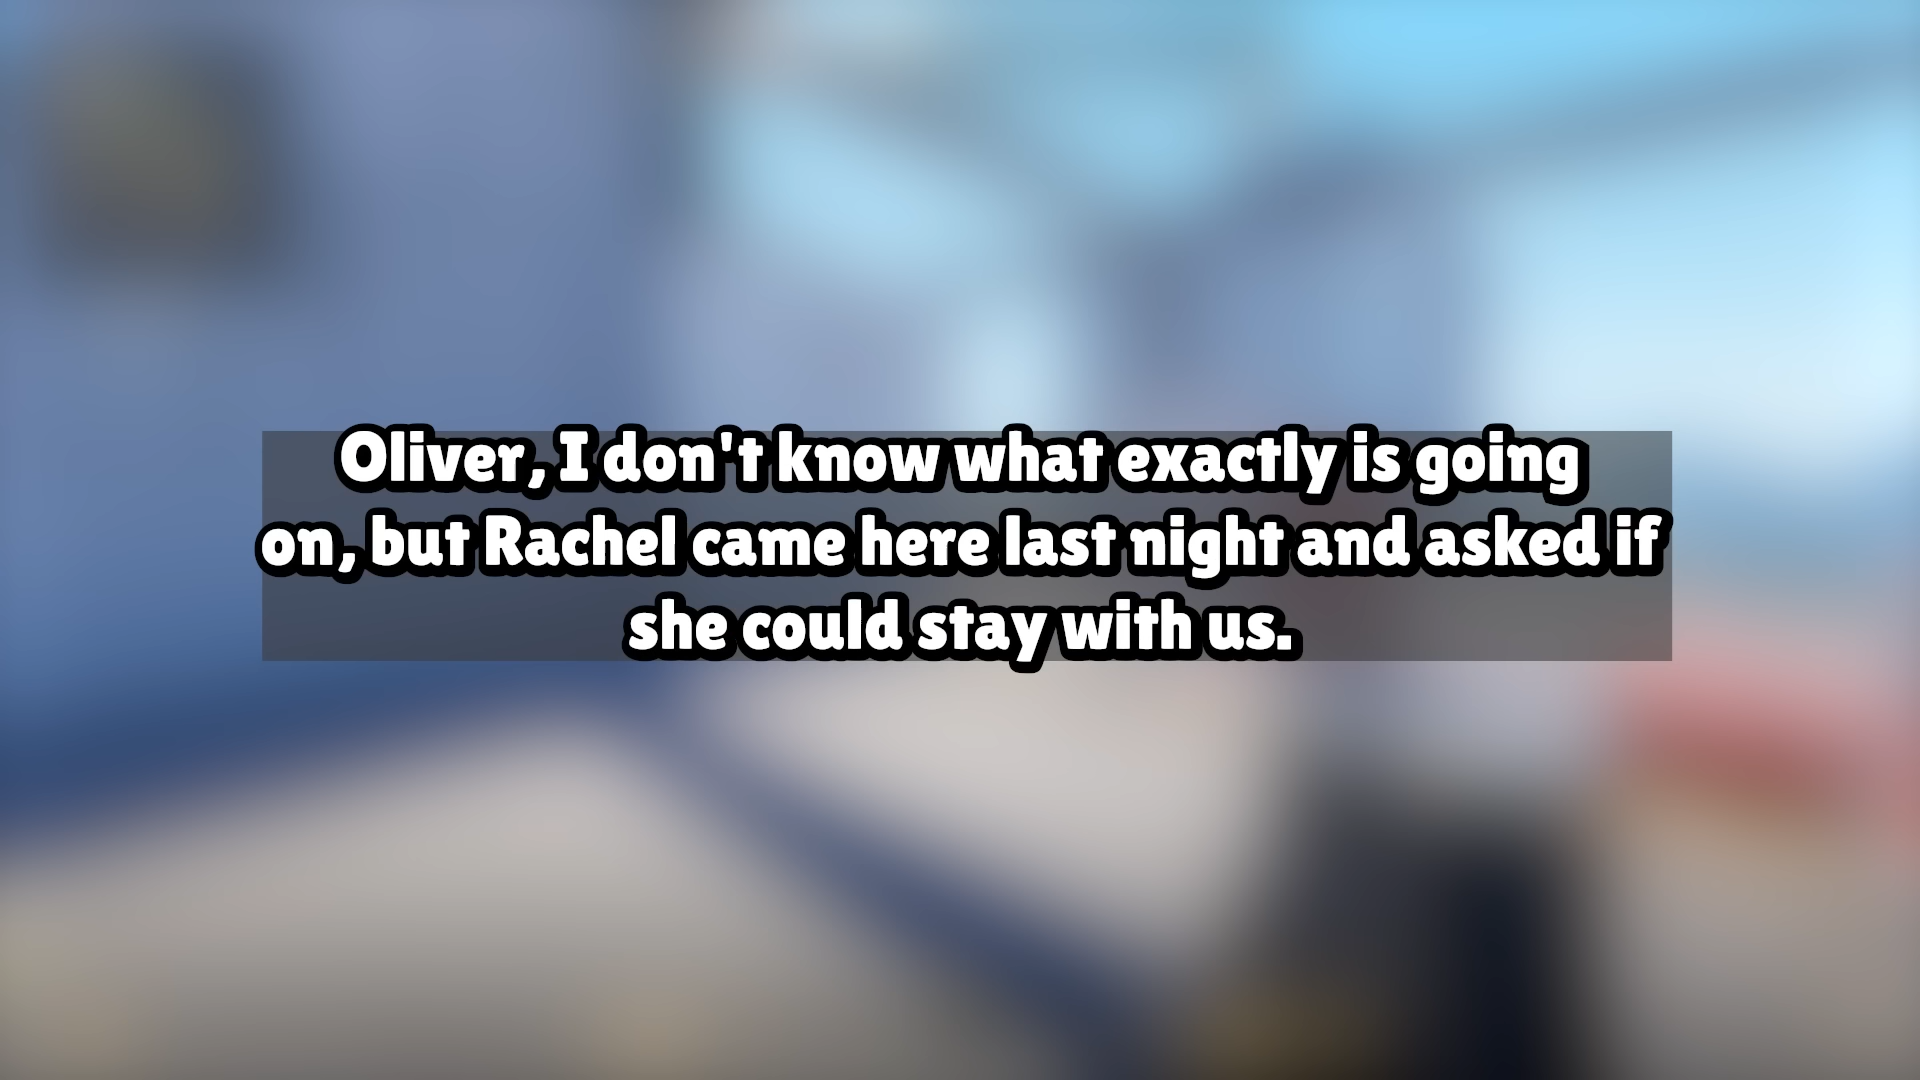 Oliver, I don't know what exactly is going
on, but Rachel came here last night and asked if
she could stay with us.